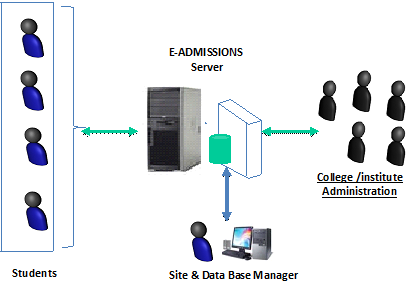 E-ADMISSIONS
Server
College /institute
Administration
Students
Site & Data Base Manager